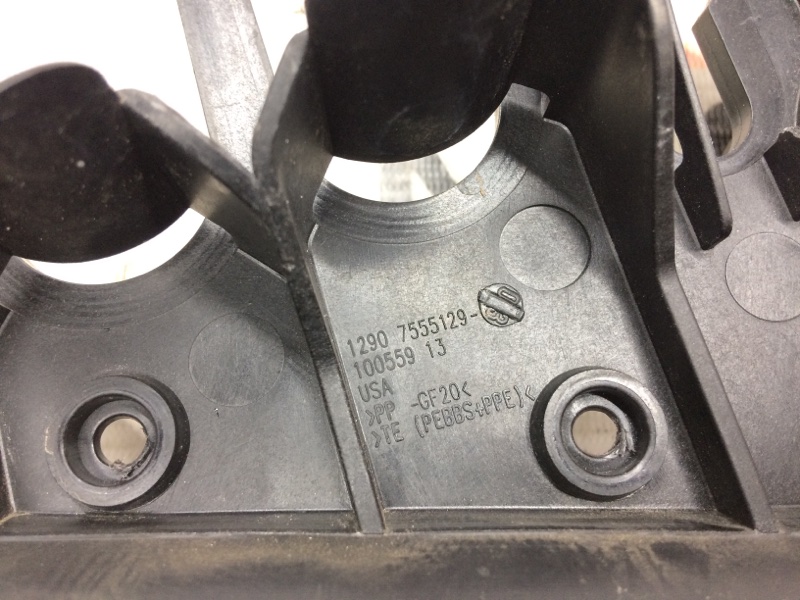 1290 7555129-
100559 13
USA
>PP -GF20<
>TE (PEBBS+PPE)<